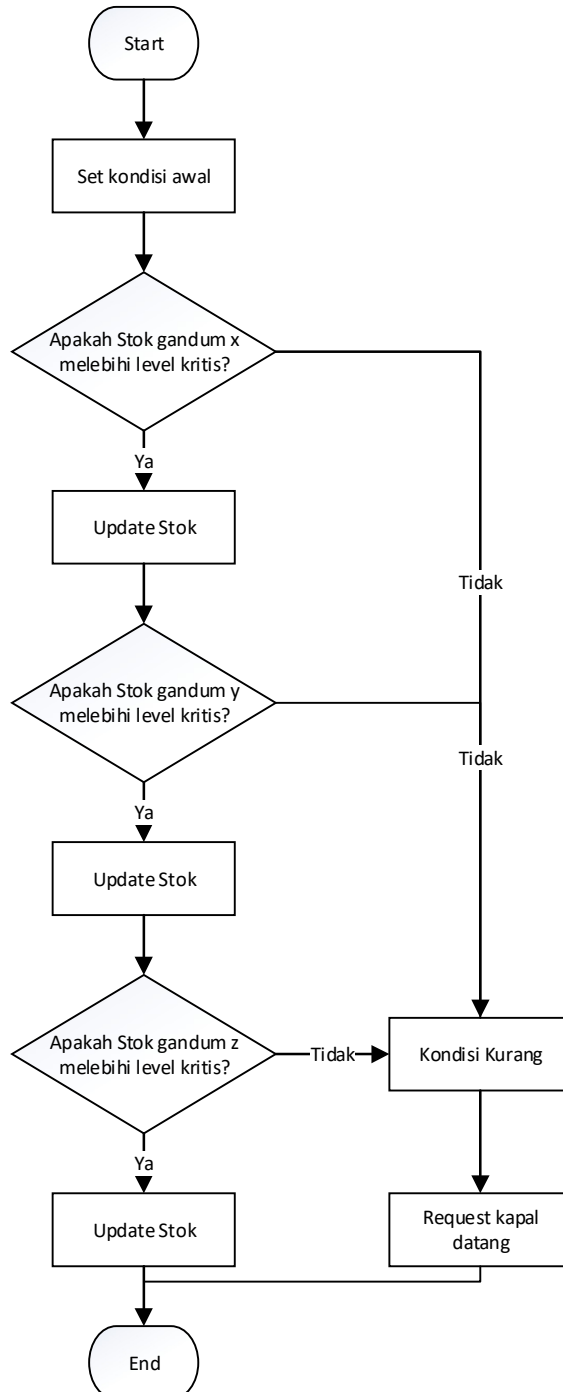 Start
Set kondisi awal
Apakah Stok gandum x
melebihi level kritis?
Ya
Update Stok
Tidak
Apakah Stok gandum y
melebihi level kritis?
Tidak
Ya
Update Stok
Apakah Stok gandum z
melebihi level kritis?
Tidak
Kondisi Kurang
Ya
Update Stok
Request kapal
datang
End